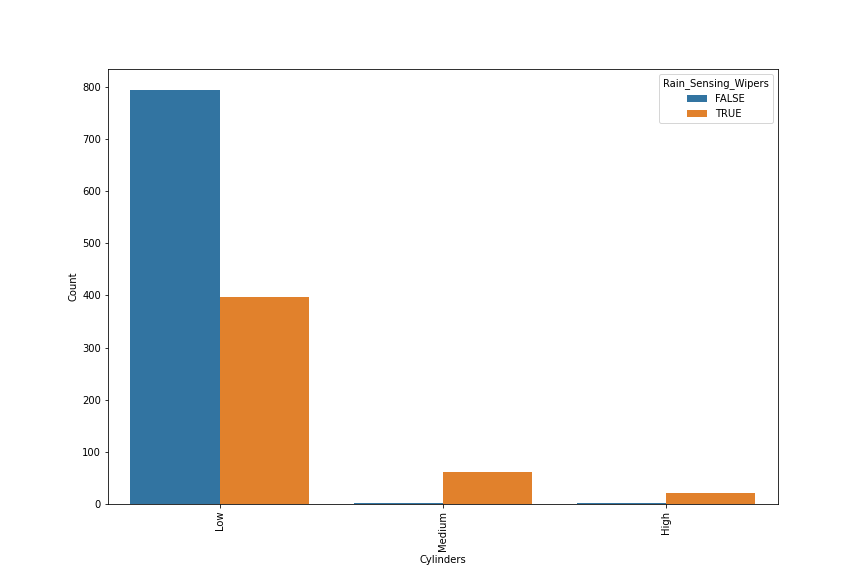 Rain_Sensing_Wipers
FALSE
TRUE
800
700
600
500
400
300
200
100
0
Count
Low
Medium
High
Cylinders